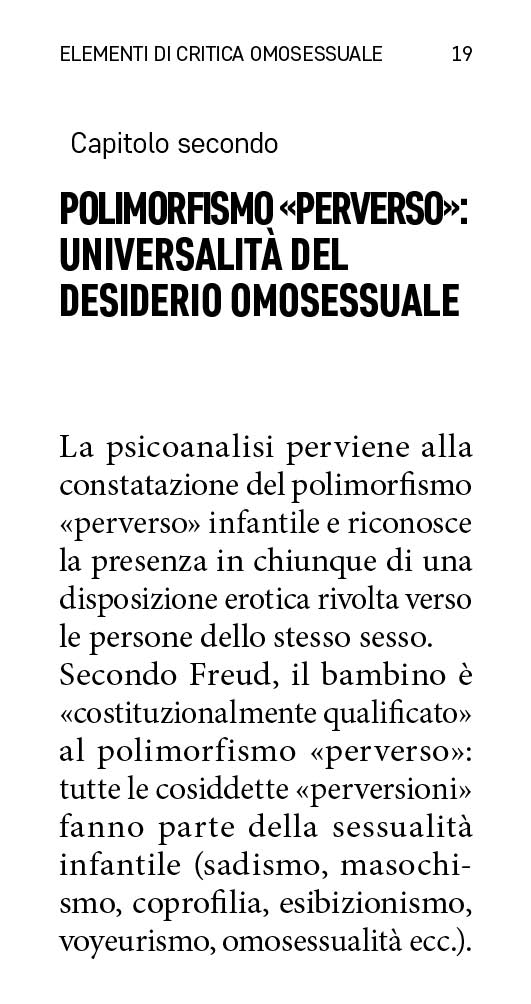 ELEMENTI DI CRITICA OMOSESSUALE 19
Capitolo secondo
POLIMORFISMO «PERVERSO»:
UNIVERSALITÀ DEL
DESIDERIO OMOSESSUALE
La psicoanalisi perviene alla
constatazione del polimorfismo
«perverso» infantile e riconosce
la presenza in chiunque di una
disposizione erotica rivolta verso
le persone dello stesso sesso.
Secondo Freud, il bambino è
«costituzionalmente qualificato»
al polimorfismo «perverso»:
tutte le cosiddette «perversioni»
fanno parte della sessualità
infantile (sadismo, masochi-
smo, coprofilia, esibizionismo,
voyeurismo, omosessualità ecc.).